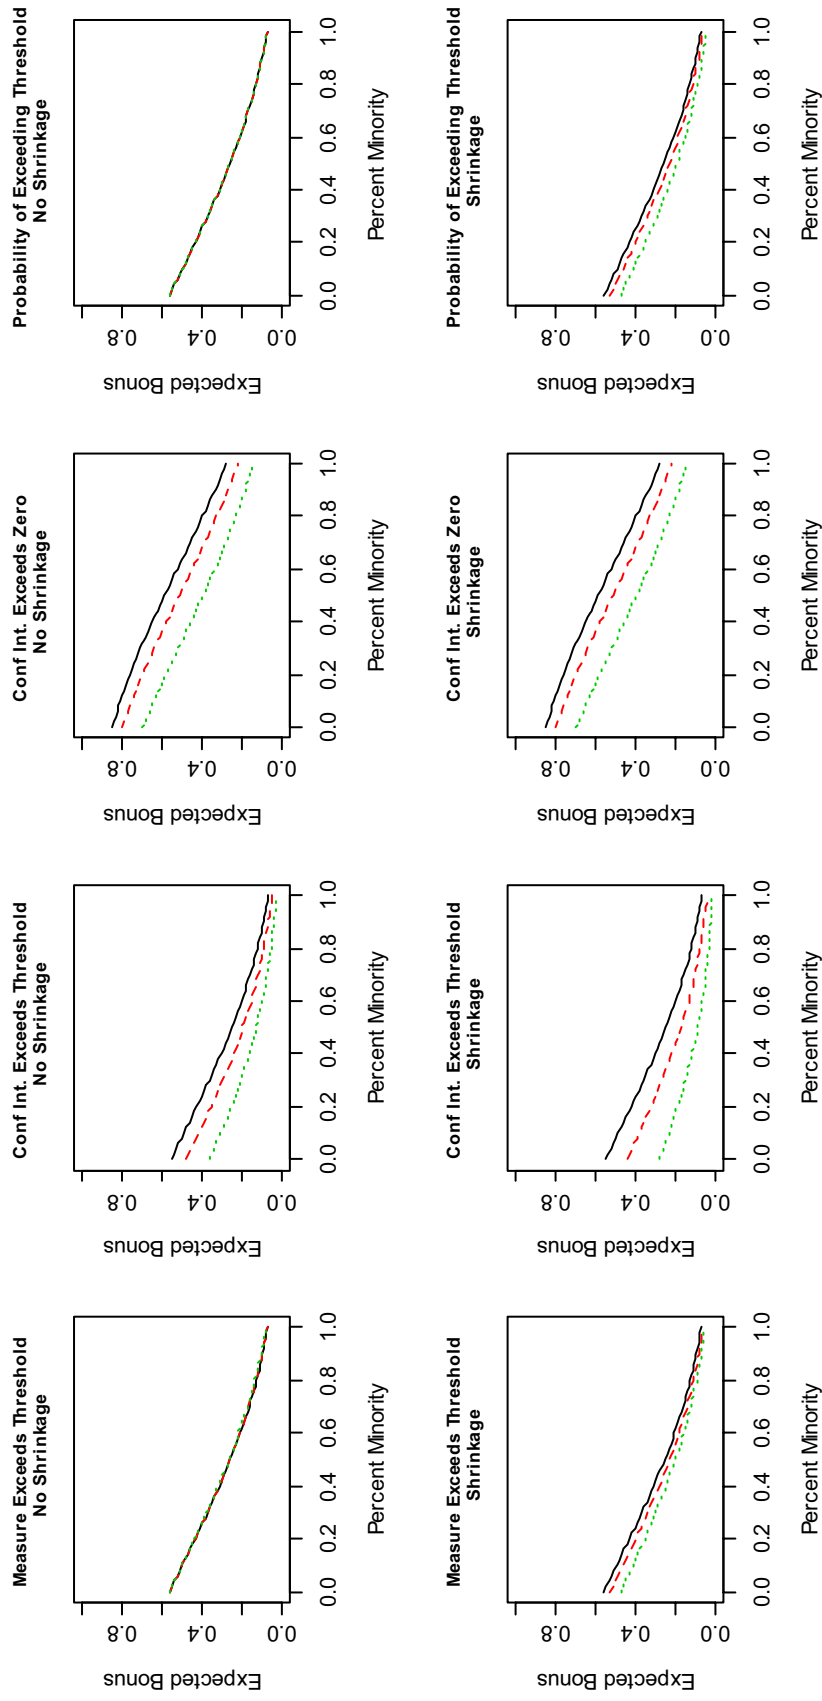 Measure Exceeds Threshold
No Shrinkage
Expected Bonus
0.0 0.4 0.8
0.0 0.2 0.4 0.6 0.8 1.0
Percent Minority
Conf Int. Exceeds Threshold
No Shrinkage
Expected Bonus
0.0 0.4 0.8
0.0 0.2 0.4 0.6 0.8 1.0
Percent Minority
Conf Int. Exceeds Zero
No Shrinkage
Expected Bonus
0.0 0.4 0.8
0.0 0.2 0.4 0.6 0.8 1.0
Percent Minority
Probability of Exceeding Threshold
No Shrinkage
Expected Bonus
0.0 0.4 0.8
0.0 0.2 0.4 0.6 0.8 1.0
Percent Minority
Measure Exceeds Threshold
Shrinkage
Expected Bonus
0.0 0.4 0.8
0.0 0.2 0.4 0.6 0.8 1.0
Percent Minority
Conf Int. Exceeds Threshold
Shrinkage
Expected Bonus
0.0 0.4 0.8
0.0 0.2 0.4 0.6 0.8 1.0
Percent Minority
Conf Int. Exceeds Zero
Shrinkage
Expected Bonus
0.0 0.4 0.8
0.0 0.2 0.4 0.6 0.8 1.0
Percent Minority
Probability of Exceeding Threshold
Shrinkage
Expected Bonus
0.0 0.4 0.8
0.0 0.2 0.4 0.6 0.8 1.0
Percent Minority